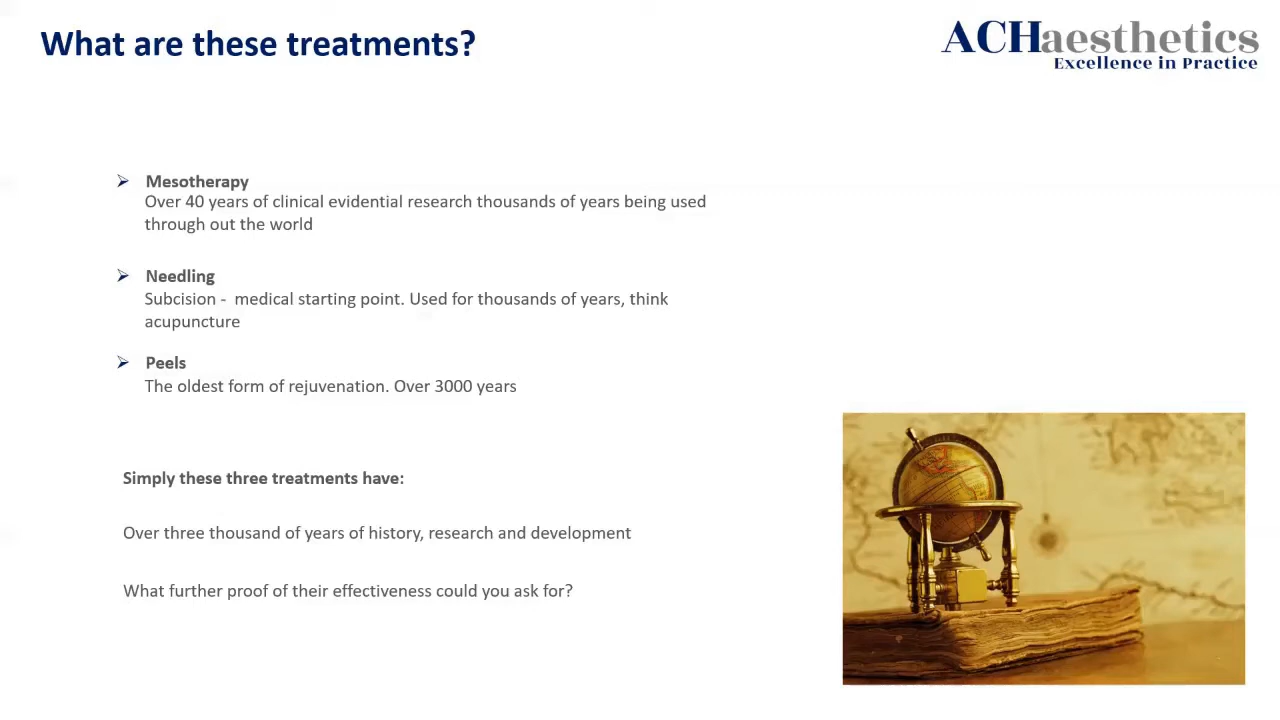 What are these treatments?
ACHaesthetics
Excellence in Practice
Mesotherapy
Over 40 years of clinical evidential research thousands of years being used
through out the world
Needling
Subcision -  medical starting point. Used for thousands of years, think
acupuncture
Peels
The oldest form of rejuvenation. Over 3000 years
Simply these three treatments have:
Over three thousand of years of history, research and development
What further proof of their effectiveness could you ask for?